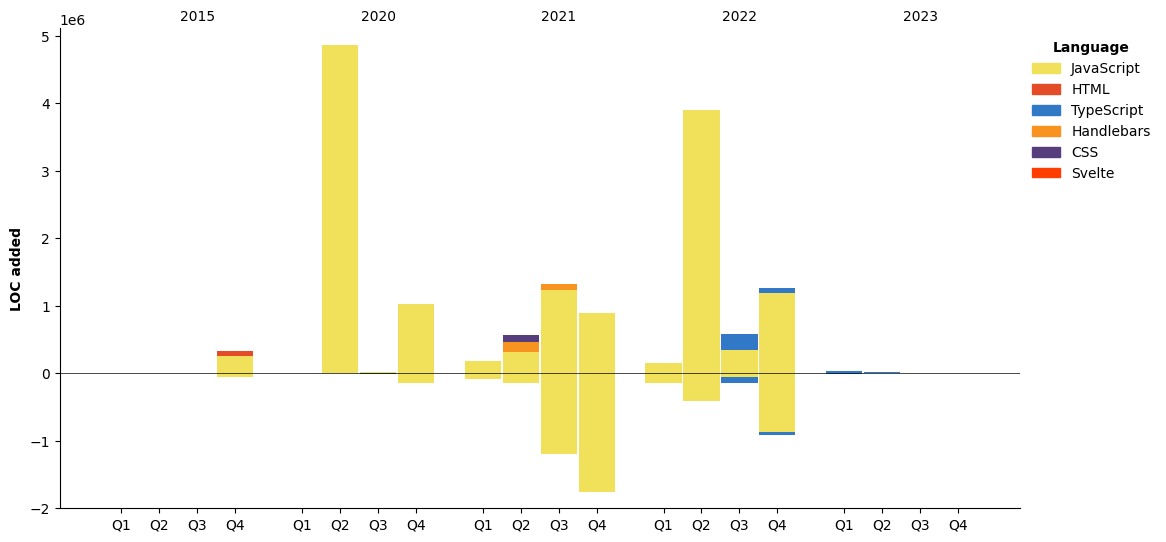 1e6
2015 2020 2021 2022 2023
Language
JavaScript
HTML
TypeScript
Handlebars
CSS
Svelte
LOC added
5
4
3
2
1
0
−1
−2
Q1 Q2 Q3 Q4 Q1 Q2 Q3 Q4 Q1 Q2 Q3 Q4 Q1 Q2 Q3 Q4 Q1 Q2 Q3 Q4